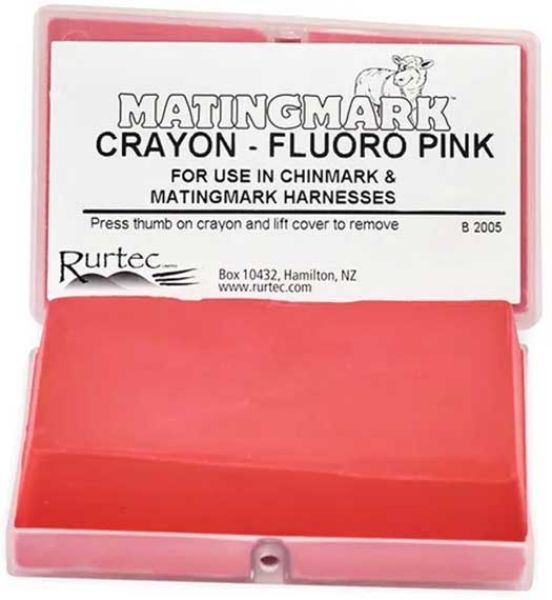 MATINGMARK™
CRAYON - FLUORO PINK
FOR USE IN CHINMARK &
MATINGMARK HARNESSES
Press thumb on crayon and lift cover to remove B 2005
Rurtec
Box 10432, Hamilton, NZ
www.rurtec.com